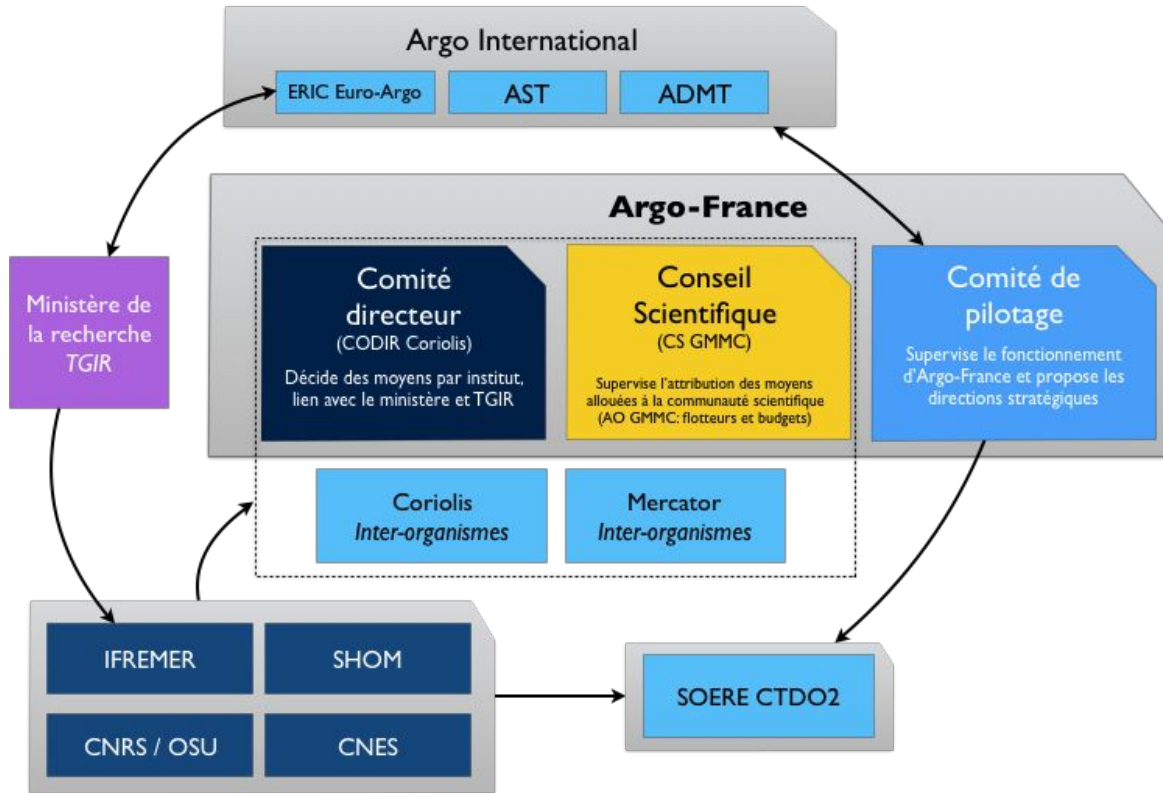 Argo International
ERIC Euro-Argo
AST
ADMT
Argo-France
Ministère de
la recherche
TGIR
Comité
directeur
(CODIR Coriolis)
Décide des moyens par institut,
lien avec le ministère et TGIR
Conseil
Scientifique
(CS GMMC)
Supervise l'attribution des moyens
allouées à la communauté scientifique
(AO GMMC: flotteurs et budgets)
Comité de
pilotage
Supervise le fonctionnement
d'Argo-France et propose les
directions stratégiques
Coriolis
Inter-organismes
Mercator
Inter-organismes
IFREMER
SHOM
CNRS / OSU
CNES
SOERE CTDO2